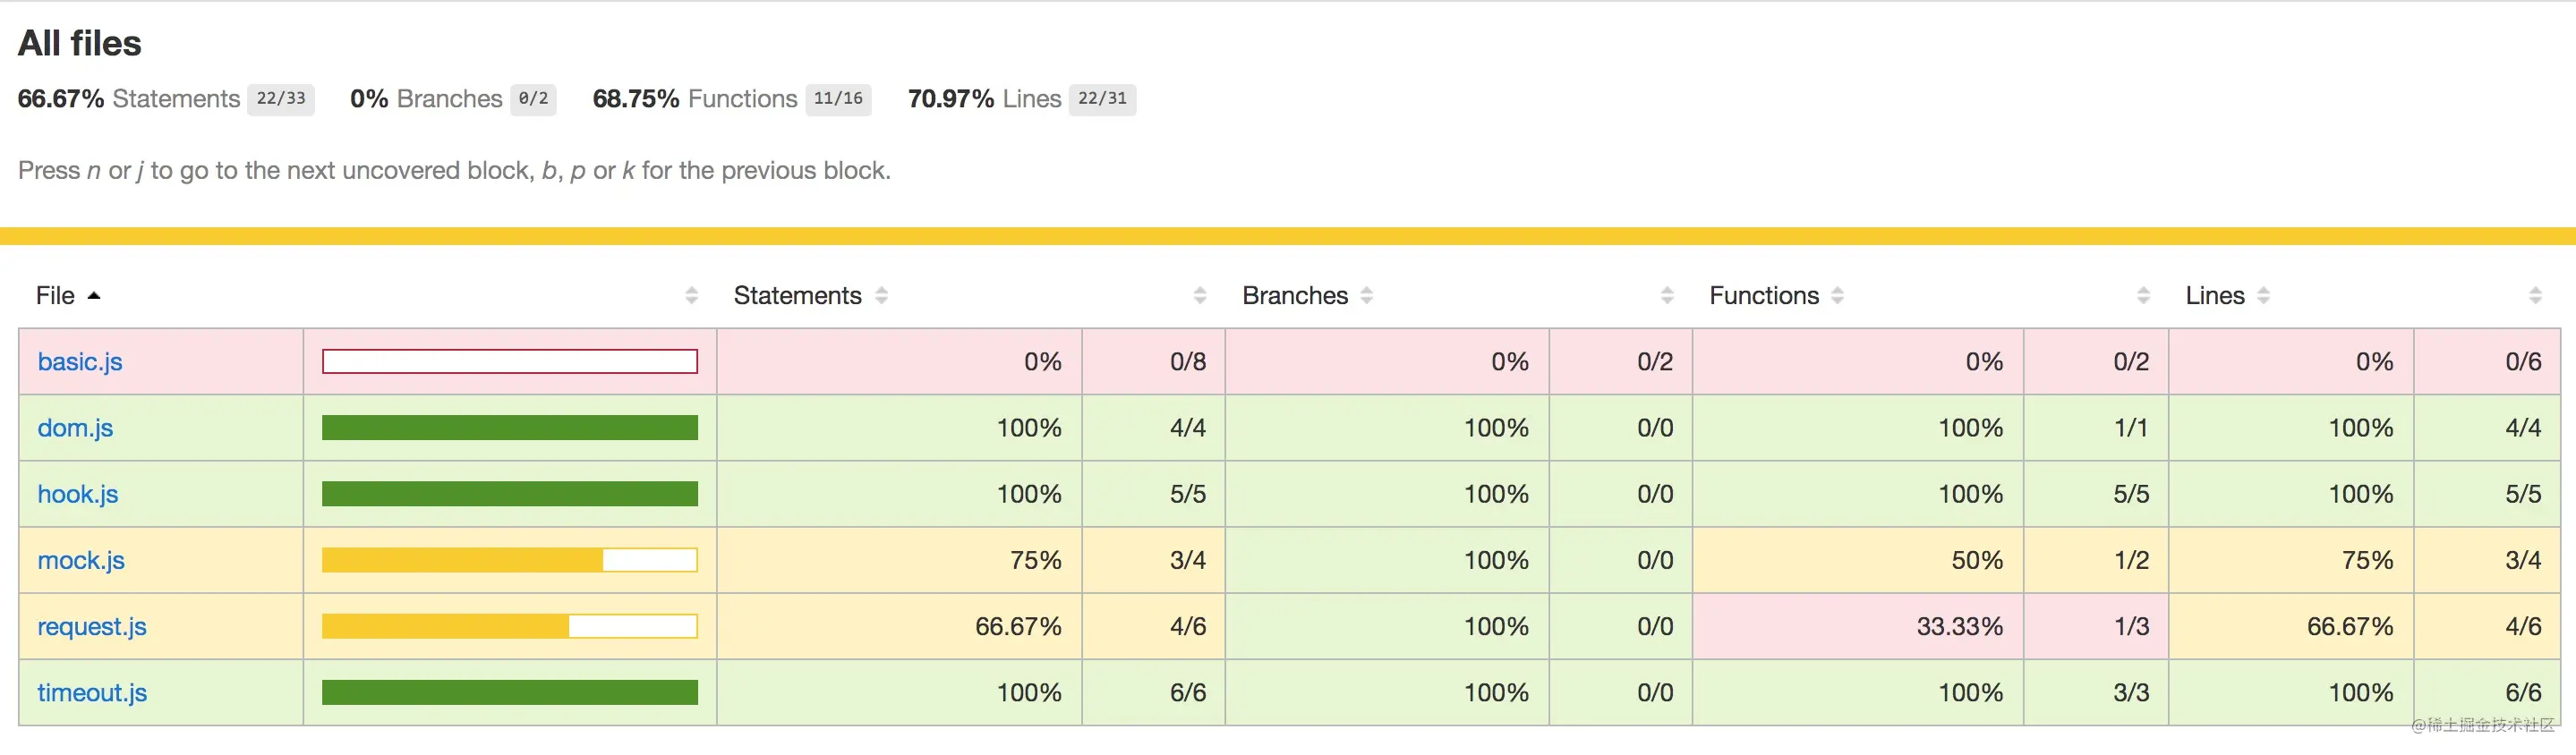 All files
66.67% Statements 22/33 0% Branches 0/2 68.75% Functions 11/16 70.97% Lines 22/31
Press n or j to go to the next uncovered block, b, p or k for the previous block.
File Statements Branches Functions Lines
basic.js 0% 0/8 0% 0/2 0% 0/2 0% 0/6
dom.js 100% 4/4 100% 0/0 100% 1/1 100% 4/4
hook.js 100% 5/5 100% 0/0 100% 5/5 100% 5/5
mock.js 75% 3/4 100% 0/0 50% 1/2 75% 3/4
request.js 66.67% 4/6 100% 0/0 33.33% 1/3 66.67% 4/6
timeout.js 100% 6/6 100% 0/0 100% 3/3 100% 6/6
@稀土掘金技术社区